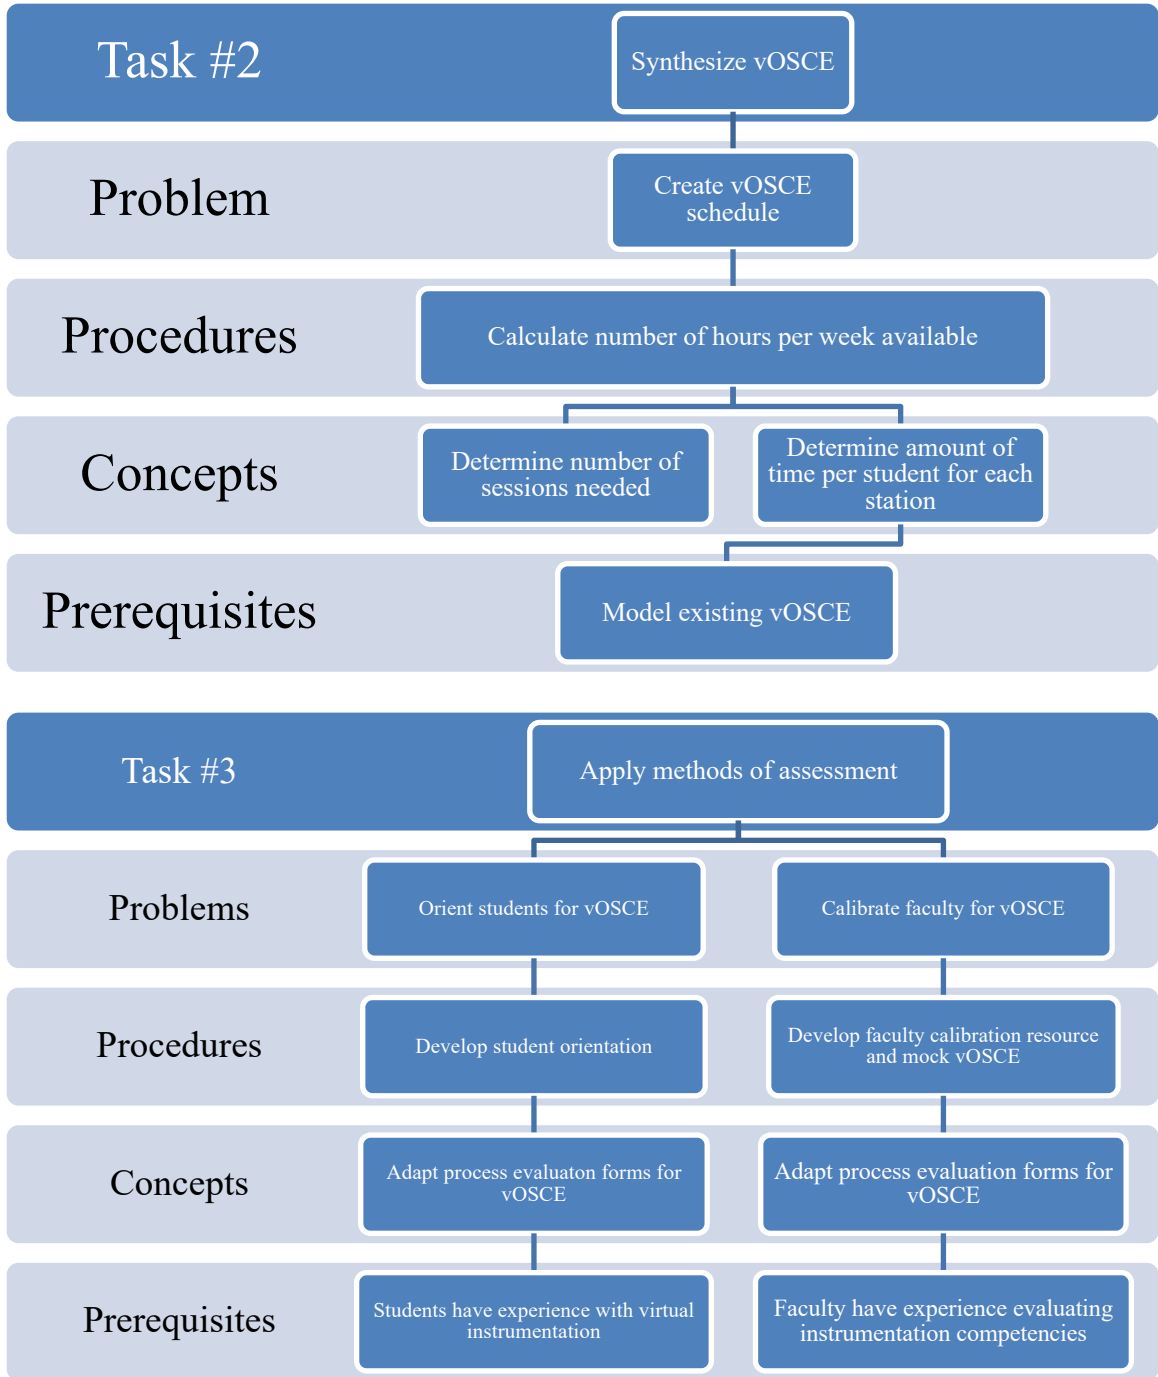 Task #2
Synthesize vOSCE
Problem
Create vOSCE
schedule
Procedures
Calculate number of hours per week available
Concepts
Determine number of
sessions needed
Determine amount of
time per student for each
station
Prerequisites
Model existing vOSCE
Task #3
Apply methods of assessment
Problems
Orient students for vOSCE
Calibrate faculty for vOSCE
Procedures
Develop student orientation
Develop faculty calibration resource
and mock vOSCE
Concepts
Adapt process evaluaton forms for
vOSCE
Adapt process evaluation forms for
vOSCE
Prerequisites
Students have experience with virtual
instrumentation
Faculty have experience evaluating
instrumentation competencies